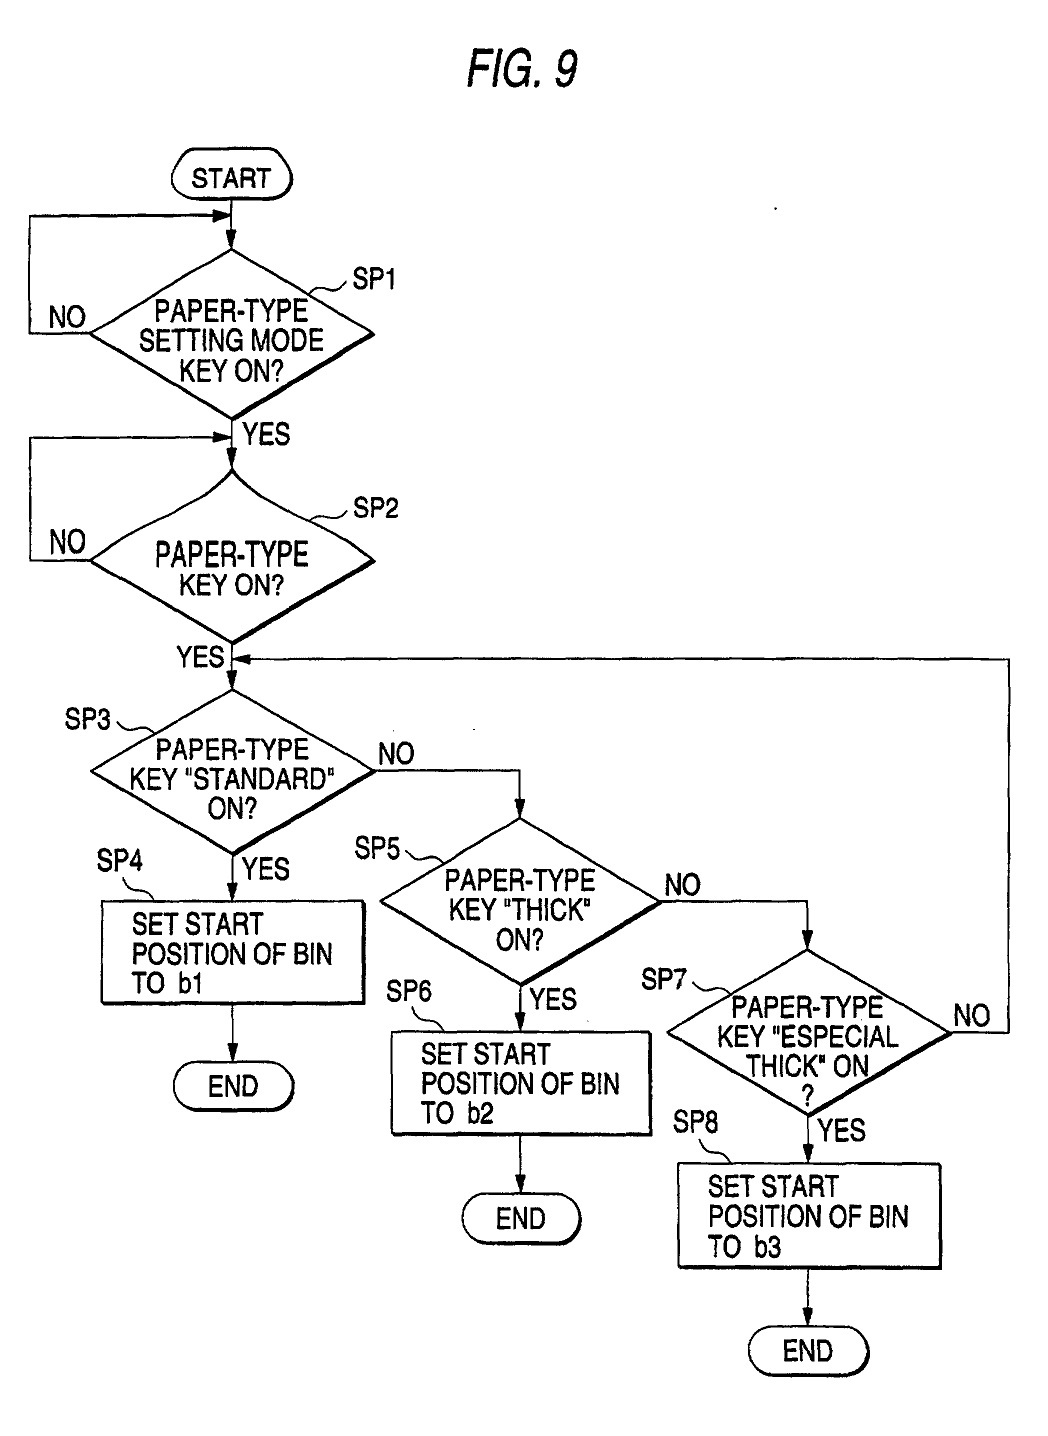 FIG. 9
START
SP1
NO
PAPER-TYPE
SETTING MODE
KEY ON?
YES
SP2
NO
PAPER-TYPE
KEY ON?
YES
SP3
PAPER-TYPE
KEY "STANDARD"
ON?
NO
YES
SP4
SET START
POSITION OF BIN
TO b1
END
SP5
PAPER-TYPE
KEY "THICK"
ON?
NO
YES
SP6
SET START
POSITION OF BIN
TO b2
END
SP7
PAPER-TYPE
KEY "ESPECIAL
THICK" ON
?
NO
YES
SP8
SET START
POSITION OF BIN
TO b3
END